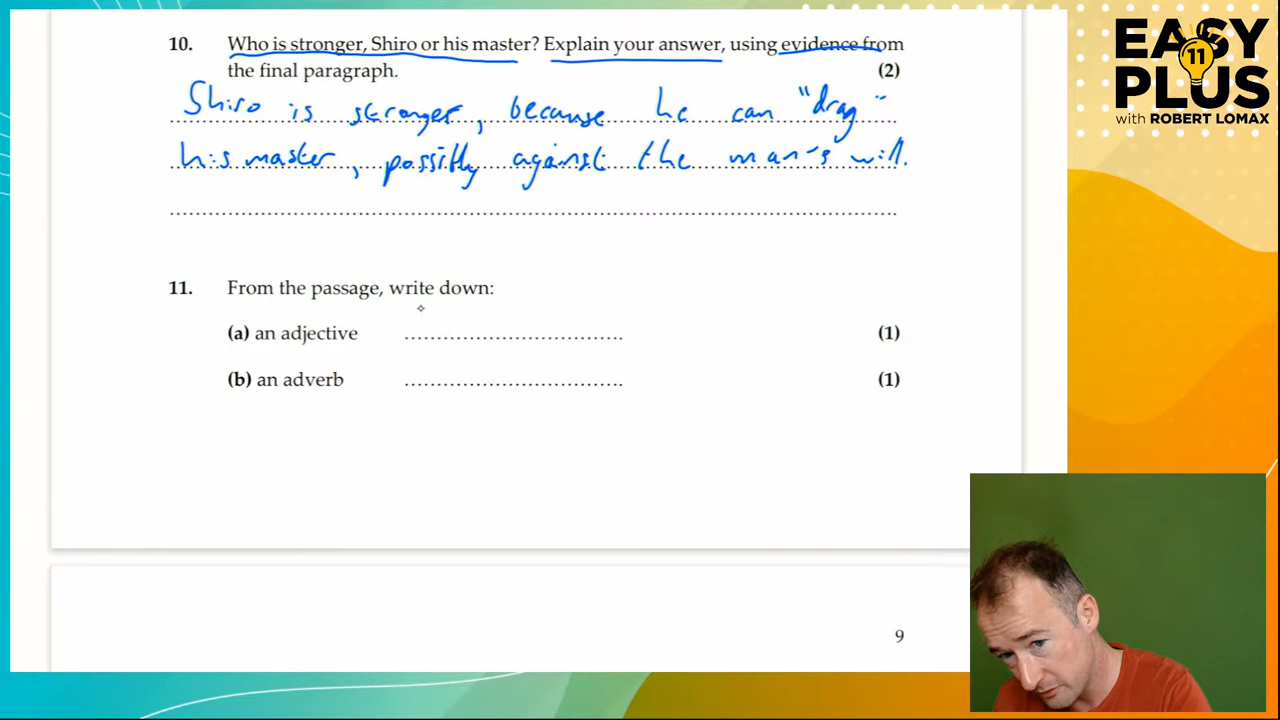 EASY
11
PLUS
with ROBERT LOMAX
10. Who is stronger, Shiro or his master? Explain your answer, using evidence from
the final paragraph. (2)
Shiro is stronger, because he can "drag"
his master, possibly against the man's will.
11. From the passage, write down:
(a) an adjective ........................................ (1)
(b) an adverb ........................................ (1)
9